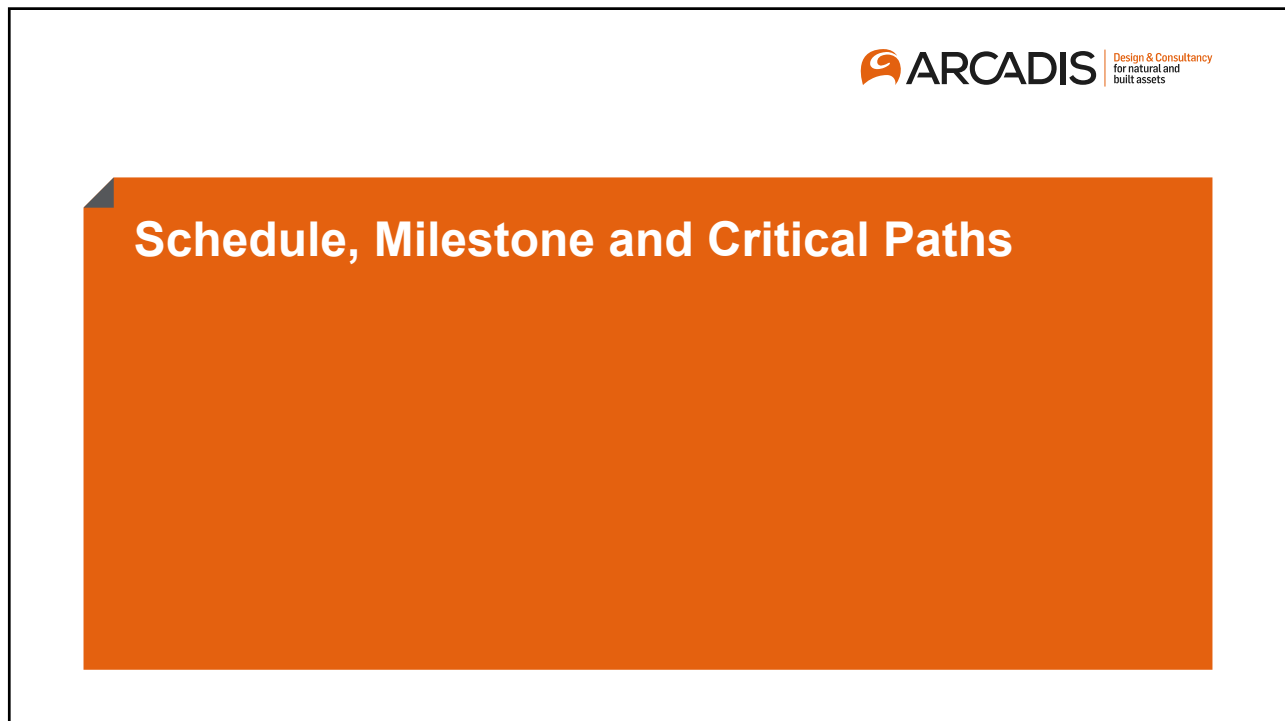 ARCADIS
Design & Consultancy
for natural and
built assets
Schedule, Milestone and Critical Paths